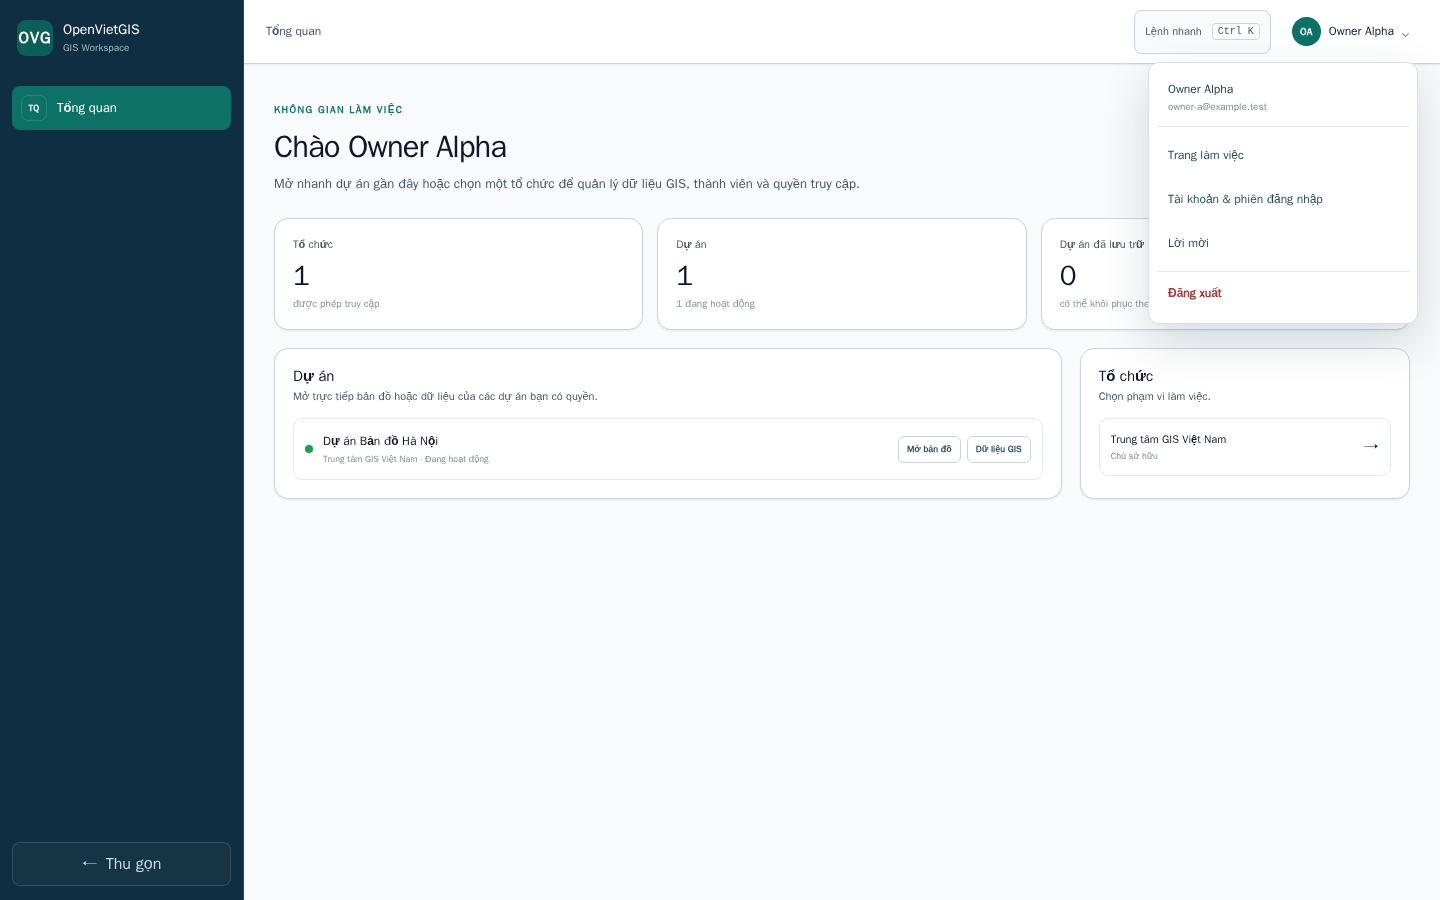 OVG
OpenVietGIS
GIS Workspace
TQ
Tổng quan
← Thu gọn
Tổng quan
Lệnh nhanh Ctrl K
OA
Owner Alpha
Owner Alpha
owner-a@example.test
Trang làm việc
Tài khoản & phiên đăng nhập
Lời mời
Đăng xuất
KHÔNG GIAN LÀM VIỆC
Chào Owner Alpha
Mở nhanh dự án gần đây hoặc chọn một tổ chức để quản lý dữ liệu GIS, thành viên và quyền truy cập.
Tổ chức
1
được phép truy cập
Dự án
1
1 đang hoạt động
Dự án đã lưu trữ
0
có thể khôi phục the
Dự án
Mở trực tiếp bản đồ hoặc dữ liệu của các dự án bạn có quyền.
Dự án Bản đồ Hà Nội
Trung tâm GIS Việt Nam · Đang hoạt động
Mở bản đồ
Dữ liệu GIS
Tổ chức
Chọn phạm vi làm việc.
Trung tâm GIS Việt Nam →
Chủ sở hữu